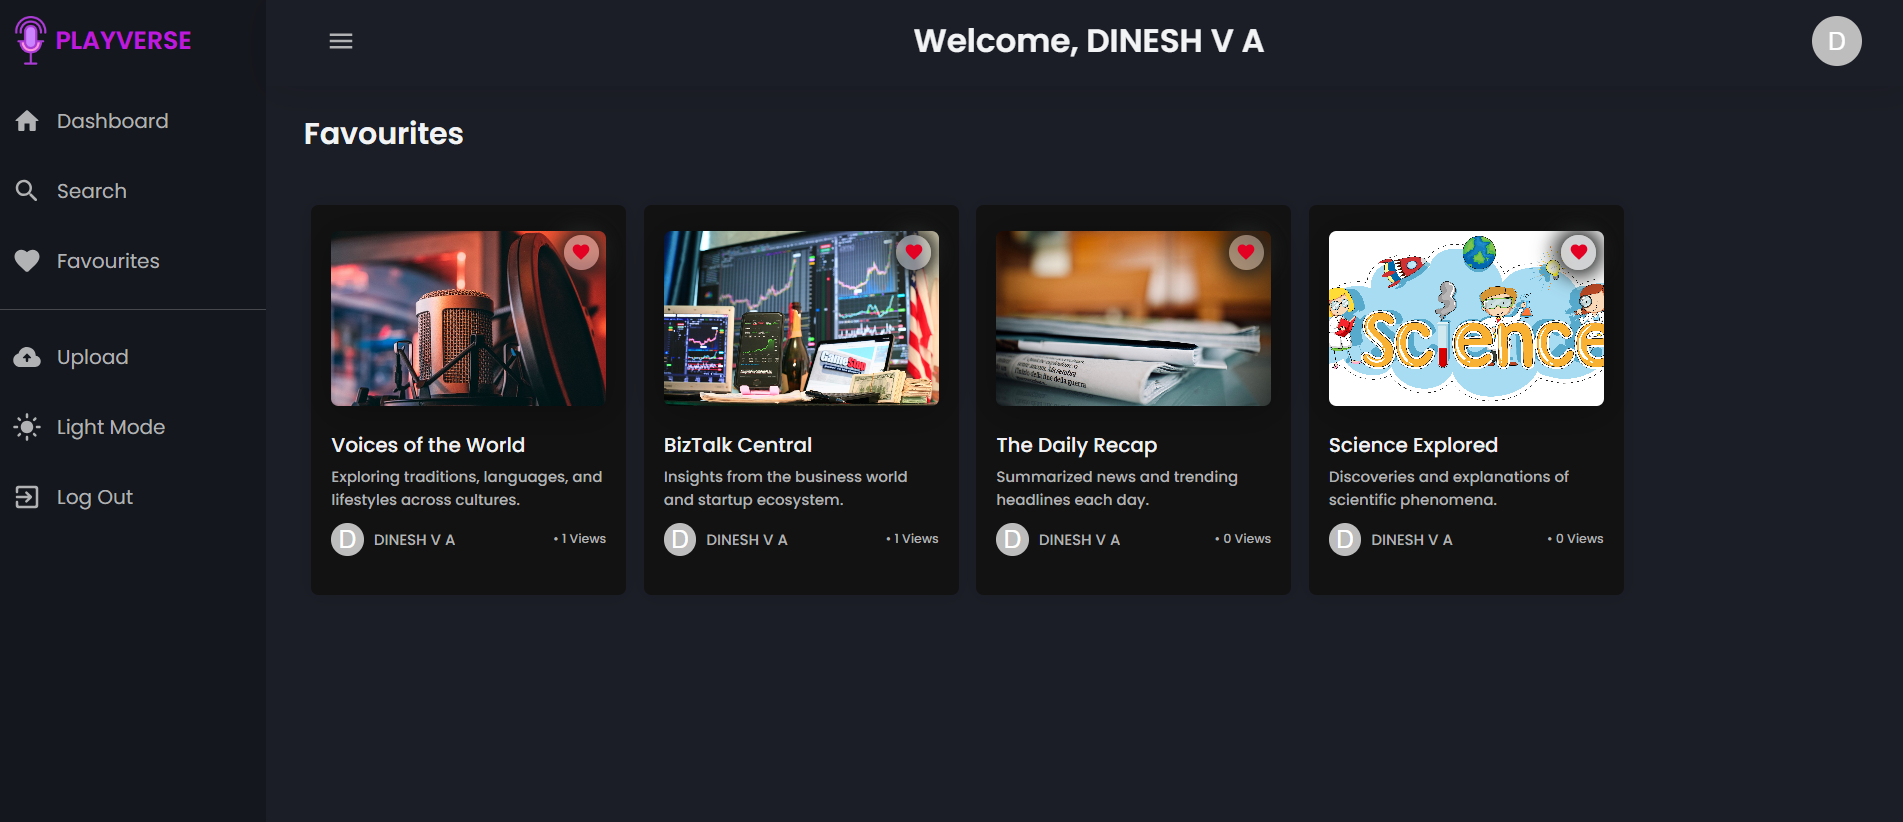 PLAYVERSE
Welcome, DINESH V A
D
Dashboard
Search
Favourites
Upload
Light Mode
Log Out
Favourites
GameStop
Science
Voices of the World
Exploring traditions, languages, and
lifestyles across cultures.
D DINESH V A • 1 Views
BizTalk Central
Insights from the business world
and startup ecosystem.
D DINESH V A • 1 Views
The Daily Recap
Summarized news and trending
headlines each day.
D DINESH V A • 0 Views
Science Explored
Discoveries and explanations of
scientific phenomena.
D DINESH V A • 0 Views